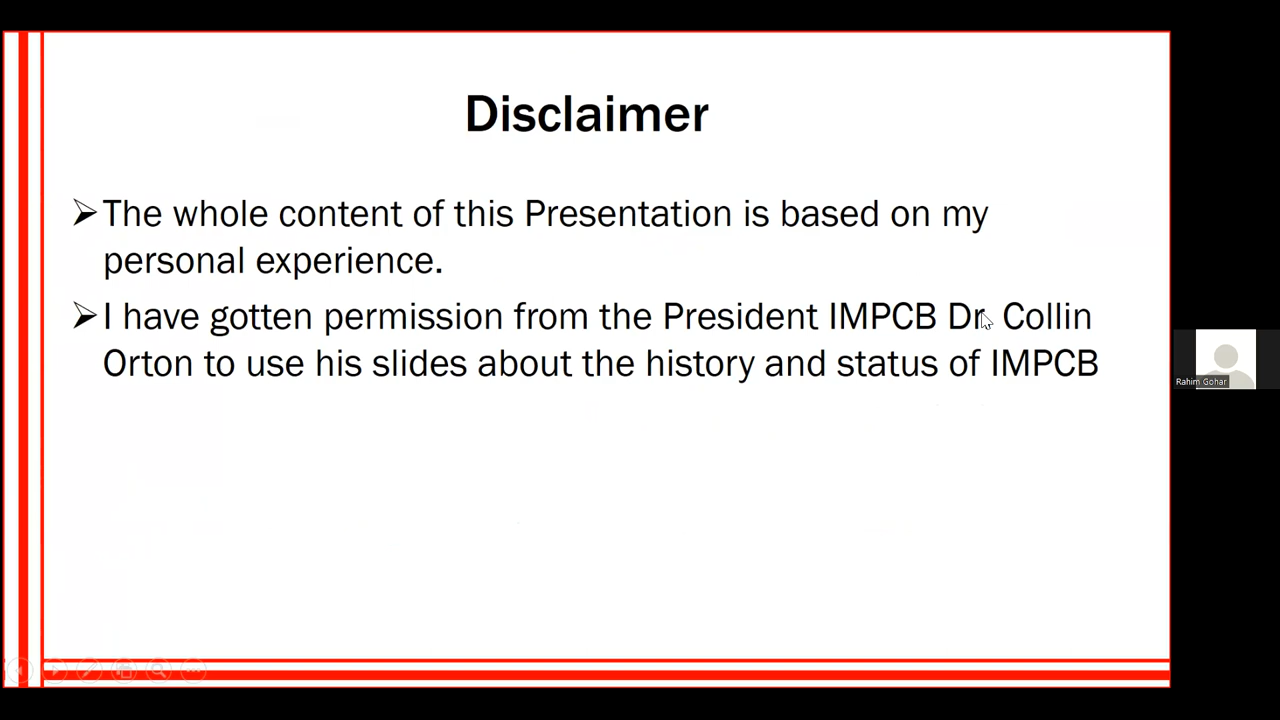 Disclaimer
➢The whole content of this Presentation is based on my
personal experience.
➢I have gotten permission from the President IMPCB Dr. Collin
Orton to use his slides about the history and status of IMPCB
Rahim Gohar